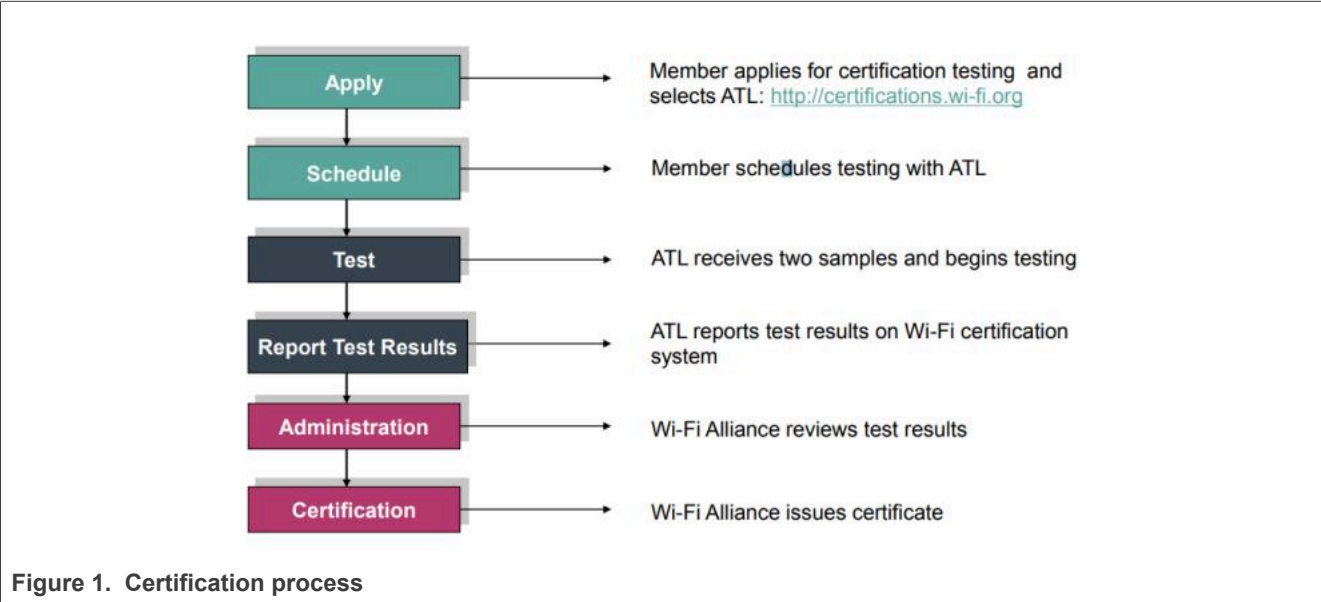 Apply
Member applies for certification testing and
selects ATL: http://certifications.wi-fi.org
Schedule
Member schedules testing with ATL
Test
ATL receives two samples and begins testing
Report Test Results
ATL reports test results on Wi-Fi certification
system
Administration
Wi-Fi Alliance reviews test results
Certification
Wi-Fi Alliance issues certificate
Figure 1. Certification process